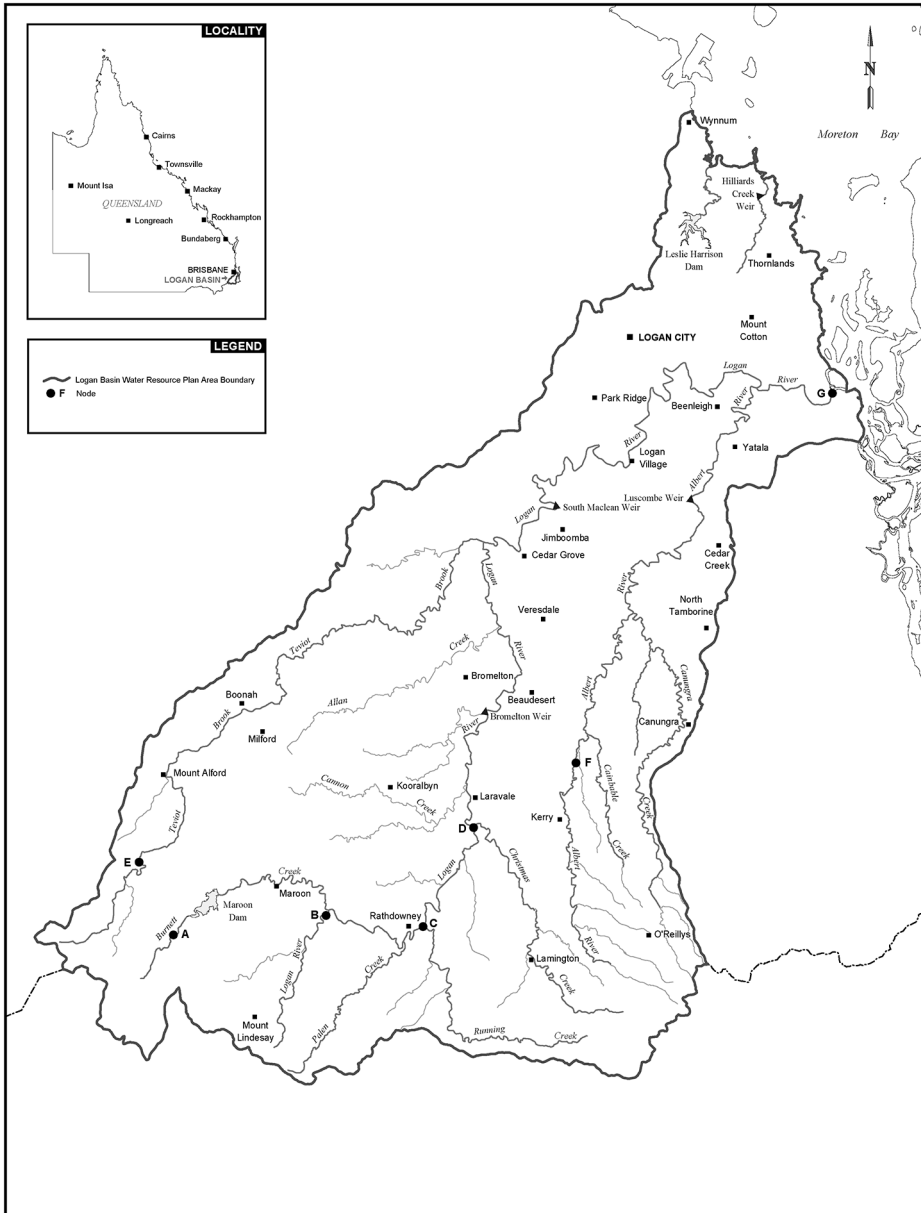 LOCALITY
Cairns
Townsville
Mount Isa
Mackay
QUEENSLAND
Longreach
Rockhampton
Bundaberg
BRISBANE
LOGAN BASIN
LEGEND
Logan Basin Water Resource Plan Area Boundary
F Node
N
Moreton Bay
Wynnum
Hilliards
Creek
Weir
Leslie Harrison
Dam
Thornlands
Mount
Cotton
LOGAN CITY
Logan
River
River
G
Park Ridge
Beenleigh
River
Logan
Village
Yatala
Albert
Luscombe Weir
South Maclean Weir
Logan
Jimboomba
Cedar Grove
Cedar
Creek
Brook
Logan
River
North
Tamborine
Veresdale
Teviot
Creek
River
Bromelton
Allan
Albert
Canungra
Boonah
Beaudesert
Brook
Bromelton Weir
River
Canungra
Milford
F
Mount Alford
Cainbable
Cannon
Kooralbyn
Creek
Laravale
Creek
Teviot
Kerry
D
Creek
Albert
E
Logan
Christmas
Creek
Maroon
Maroon
Dam
B
Rathdowney
C
Burnett
A
O'Reillys
River
River
Lamington
Creek
Logan
Creek
Mount
Lindesay
Palen
Running
Creek